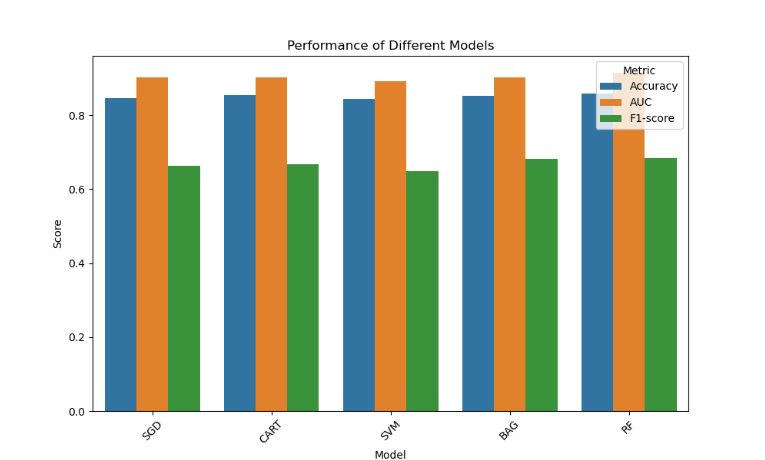 Performance of Different Models
Metric
Accuracy
AUC
F1-score
Score
0.8
0.6
0.4
0.2
0.0
SGD
CART
SVM
BAG
RF
Model